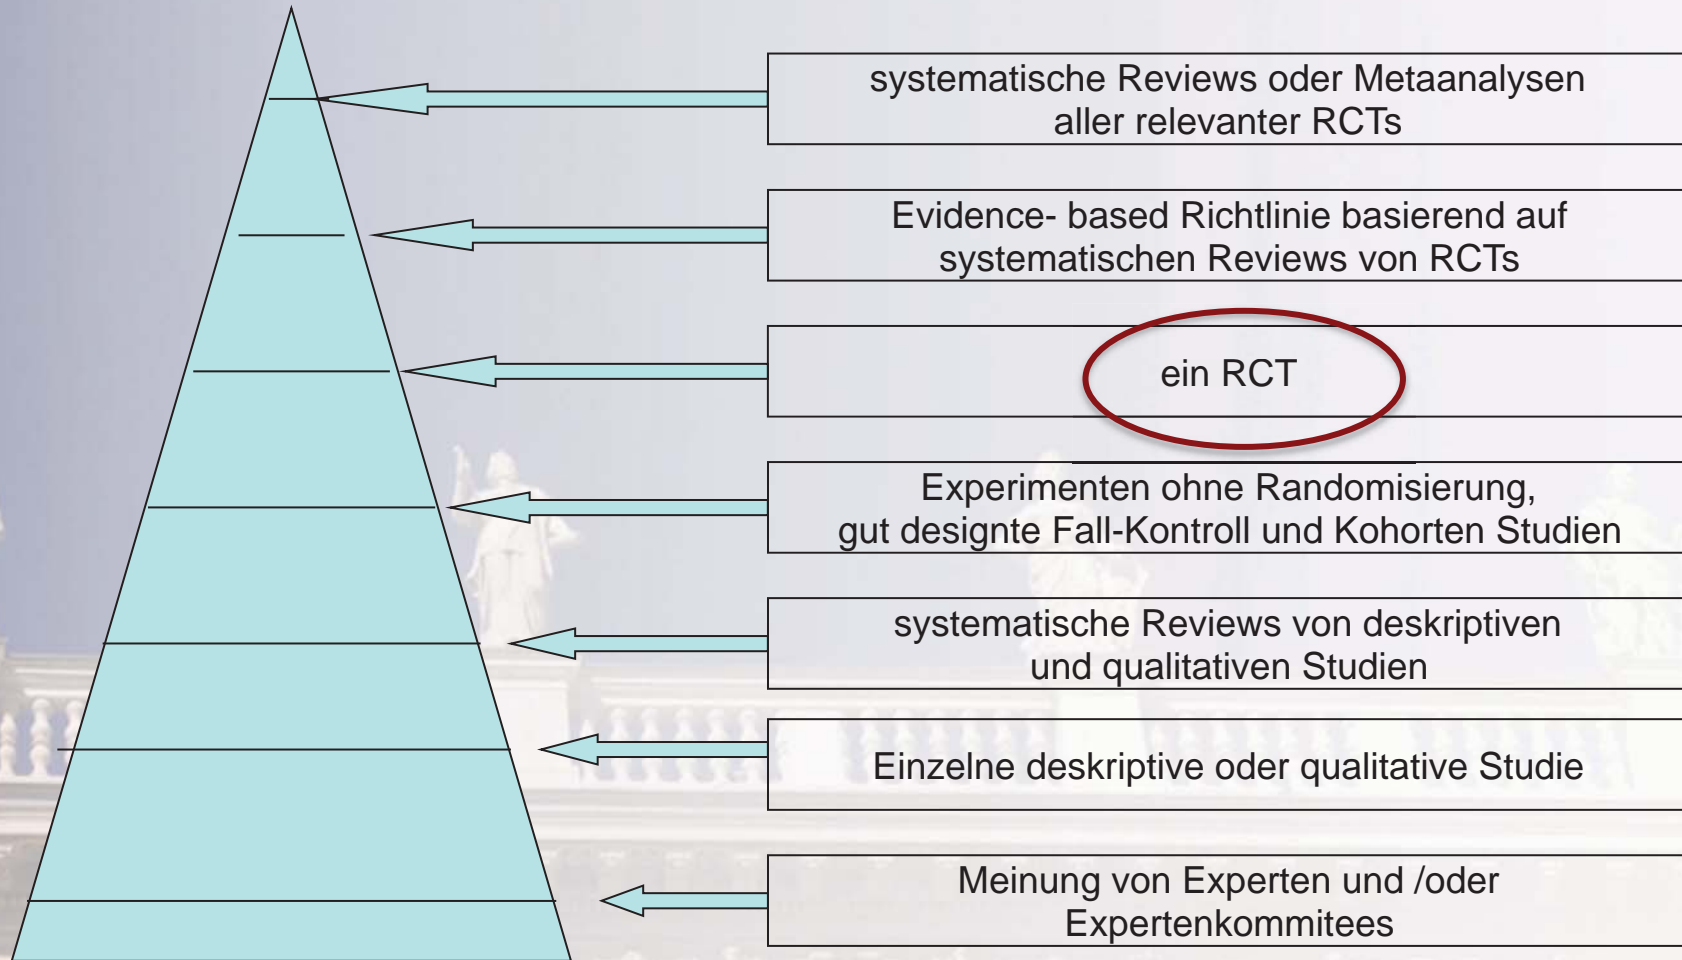 systematische Reviews oder Metaanalysen
aller relevanter RCTs
Evidence- based Richtlinie basierend auf
systematischen Reviews von RCTs
ein RCT
Experimenten ohne Randomisierung,
gut designte Fall-Kontroll und Kohorten Studien
systematische Reviews von deskriptiven
und qualitativen Studien
Einzelne deskriptive oder qualitative Studie
Meinung von Experten und /oder
Expertenkommitees